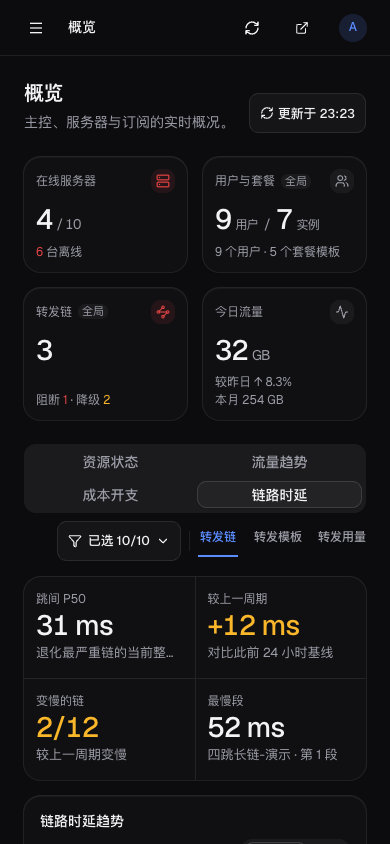 概览
A
概览
主控、服务器与订阅的实时概况。
更新于 23:23
在线服务器
4 / 10
6 台离线
用户与套餐 全局
9 用户 / 7 实例
9 个用户 · 5 个套餐模板
转发链 全局
3
阻断 1 · 降级 2
今日流量
32 GB
较昨日 ↑ 8.3%
本月 254 GB
资源状态
流量趋势
成本开支
链路时延
已选 10/10
转发链
转发模板
转发用量
跳间 P50
31 ms
退化最严重链的当前整…
较上一周期
+12 ms
对比此前 24 小时基线
变慢的链
2/12
较上一周期变慢
最慢段
52 ms
四跳长链-演示 · 第 1 段
链路时延趋势